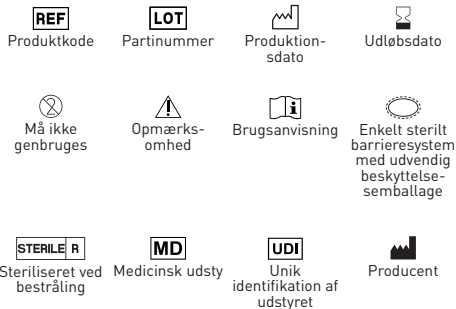 REF
LOT
Produktkode
Partinummer
Produktion-
sdato
Udløbsdato
2
i
Må ikke
genbruges
Opmærks-
omhed
Brugsanvisning
Enkelt sterilt
barrieresystem
med udvendig
beskyttelse-
semballage
STERILE R
MD
UDI
Steriliseret ved
bestråling
Medicinsk udsty
Unik
identifikation af
udstyret
Producent